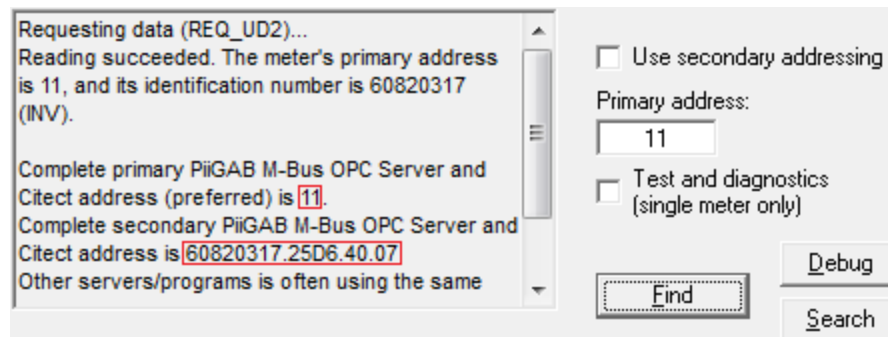 Requesting data (REQ_UD2)...
Reading succeeded. The meter's primary address
is 11, and its identification number is 60820317
(INV).
Complete primary PiiGAB M-Bus OPC Server and
Citect address (preferred) is 11.
Complete secondary PiiGAB M-Bus OPC Server and
Citect address is 60820317.25D6.40.07
Other servers/programs is often using the same
Use secondary addressing
Primary address:
11
Test and diagnostics
(single meter only)
Find
Debug
Search